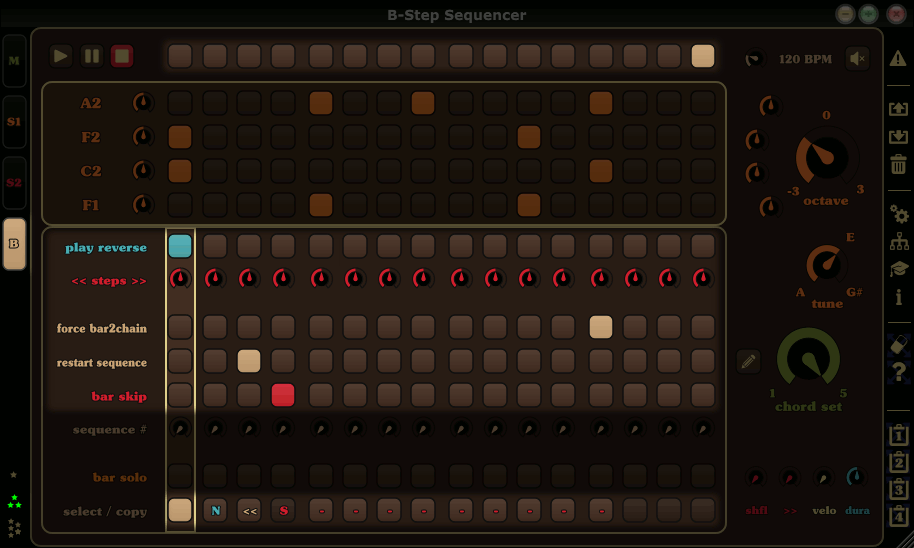 B-Step Sequencer
M
120 BPM
A2
S1
F2
0
C2
S2
-3
3
octave
F1
B
play reverse
E
<< steps >>
A
G#
tune
force bar2chain
restart sequence
bar skip
1
5
chord set
sequence #
1
2
bar solo
3
shfl
>>
velo
dura
select / copy
N
<<
S
- - - - - - - - -
4
i
?